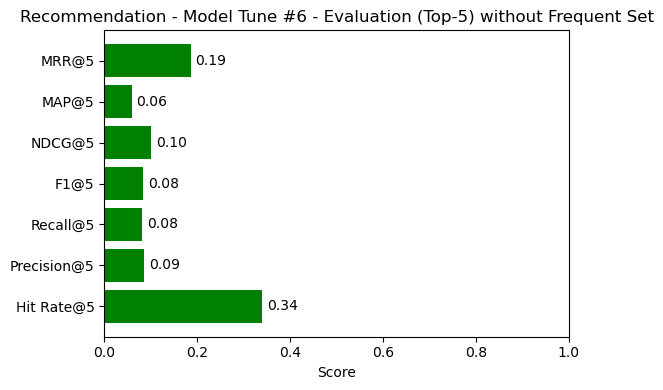 Recommendation - Model Tune #6 - Evaluation (Top-5) without Frequent Set
MRR@5 0.19
MAP@5 0.06
NDCG@5 0.10
F1@5 0.08
Recall@5 0.08
Precision@5 0.09
Hit Rate@5 0.34
0.0 0.2 0.4 0.6 0.8 1.0
Score